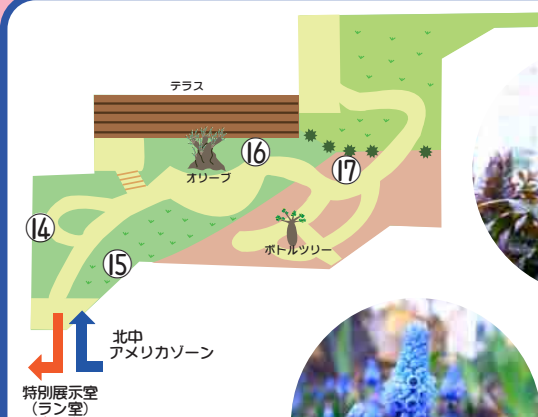 テラス
⑯
オリーブ
⑰
⑭
ボトルツリー
⑮
北中
アメリカゾーン
特別展示室
(ラン室)